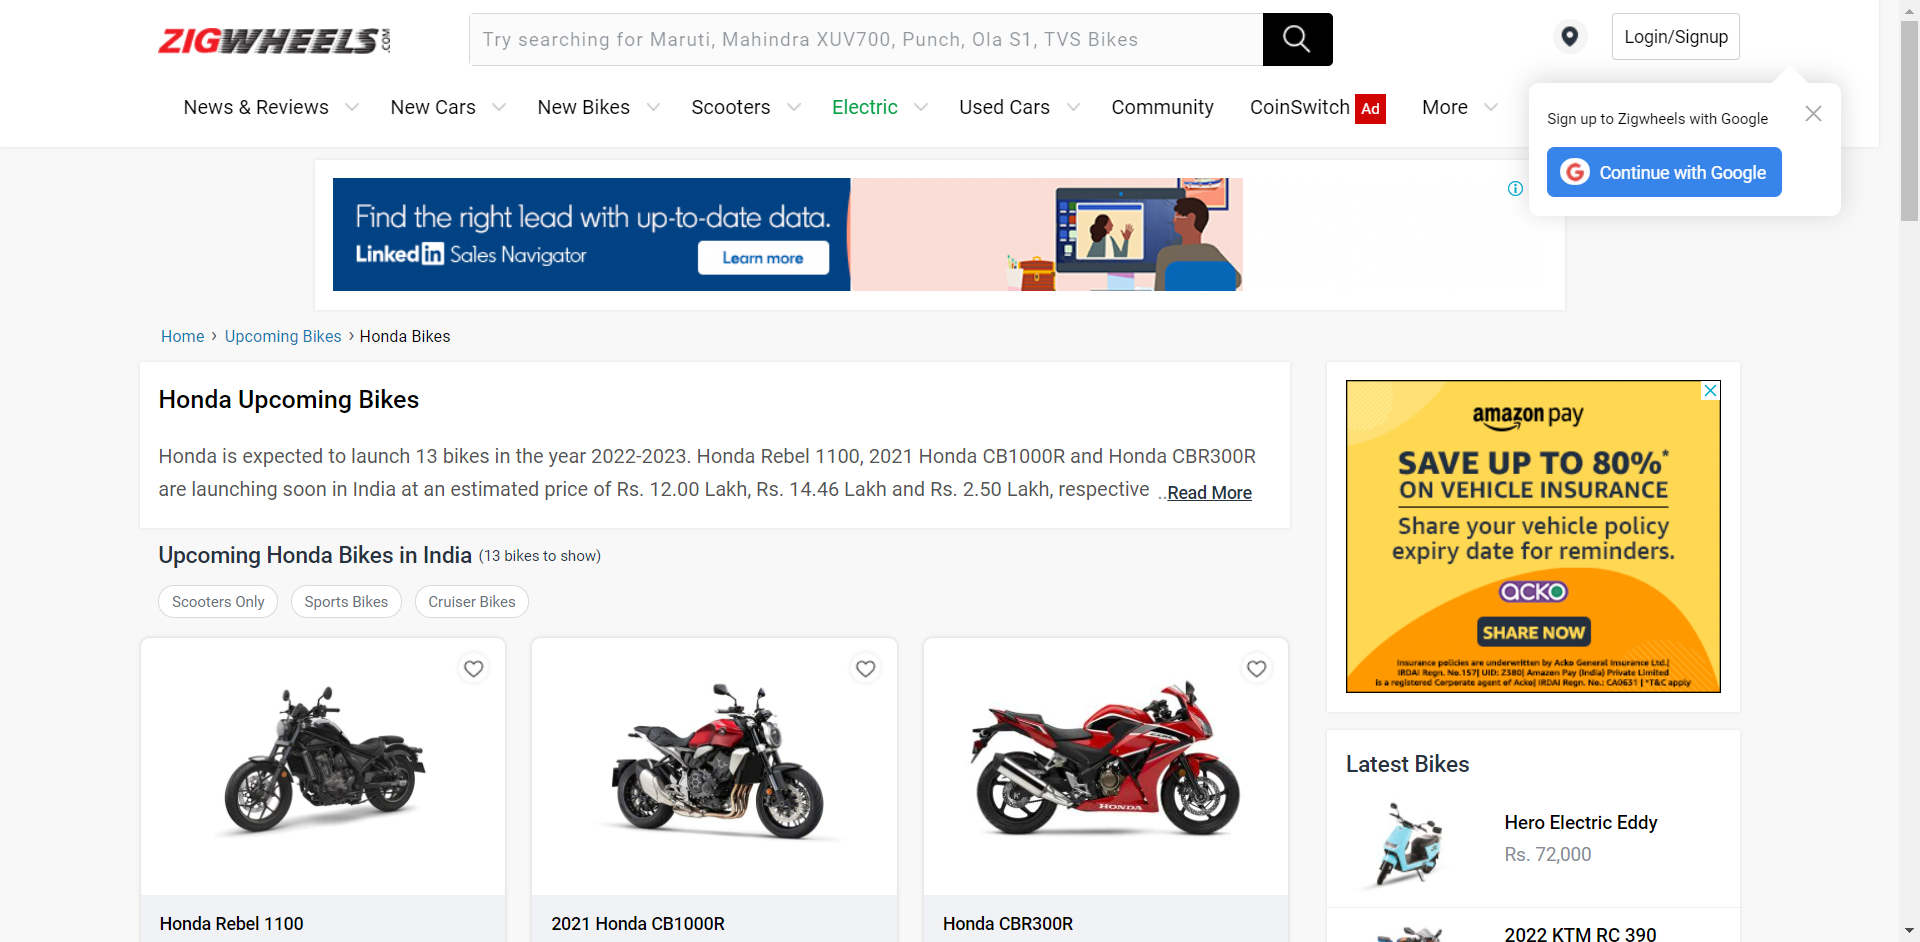 ZIGWHEELS.COM
Try searching for Maruti, Mahindra XUV700, Punch, Ola S1, TVS Bikes
Login/Signup
News & Reviews
New Cars
New Bikes
Scooters
Electric
Used Cars
Community
CoinSwitch Ad
More
Sign up to Zigwheels with Google
Continue with Google
Find the right lead with up-to-date data.
LinkedIn Sales Navigator
Learn more
Home › Upcoming Bikes › Honda Bikes
Honda Upcoming Bikes
Honda is expected to launch 13 bikes in the year 2022-2023. Honda Rebel 1100, 2021 Honda CB1000R and Honda CBR300R
are launching soon in India at an estimated price of Rs. 12.00 Lakh, Rs. 14.46 Lakh and Rs. 2.50 Lakh, respective ..Read More
Upcoming Honda Bikes in India (13 bikes to show)
Scooters Only
Sports Bikes
Cruiser Bikes
HONDA
Honda Rebel 1100
2021 Honda CB1000R
Honda CBR300R
amazon pay
SAVE UP TO 80%*
ON VEHICLE INSURANCE
Share your vehicle policy
expiry date for reminders.
acko
SHARE NOW
Insurance policies are underwritten by Acko General Insurance Ltd.|
IRDAI Regn. No.157| UID: Z380| Amazon Pay (India) Private Limited
is a registered Corporate agent of Acko| IRDAI Regn. No.: CA0631 | *T&C apply
Latest Bikes
Hero Electric Eddy
Rs. 72,000
2022 KTM RC 390